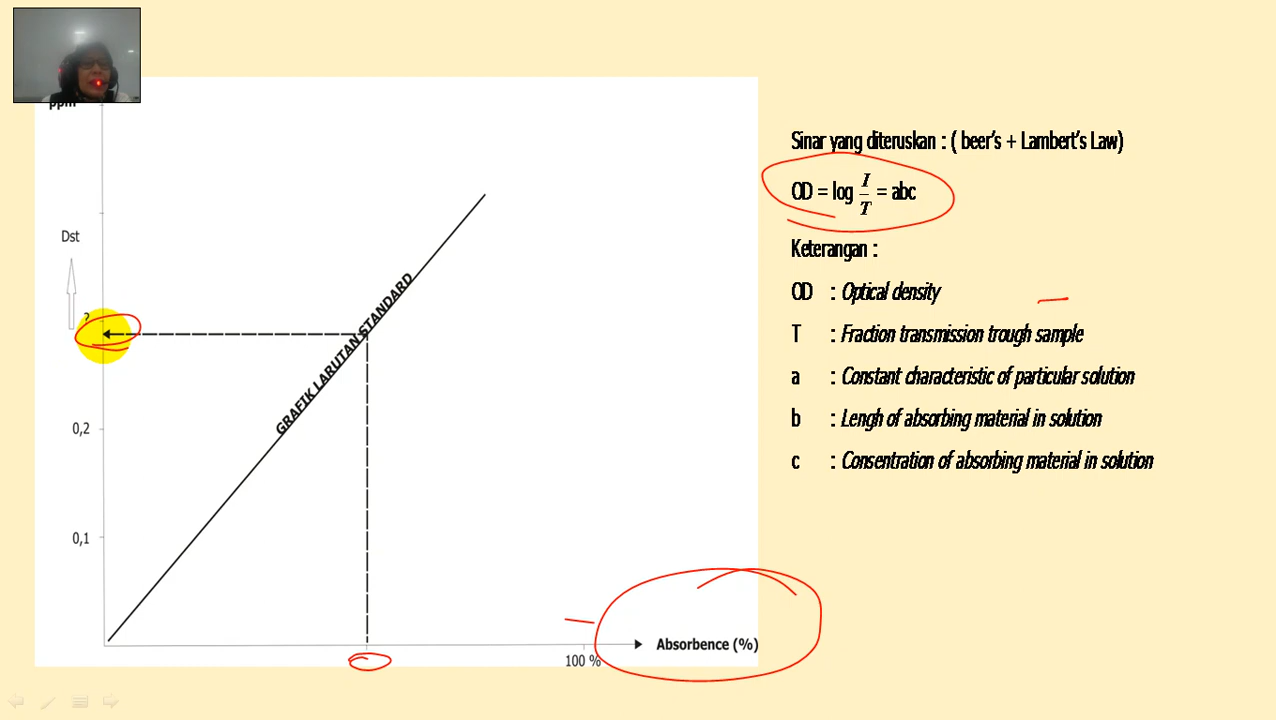 ppm
Dst
?
0,2
0,1
GRAFIK LARUTAN STANDARD
100 %
Absorbence (%)
Sinar yang diteruskan : ( beer's + Lambert's Law)
OD = log I/T = abc
Keterangan :
OD : Optical density
T : Fraction transmission trough sample
a : Constant characteristic of particular solution
b : Lengh of absorbing material in solution
c : Consentration of absorbing material in solution